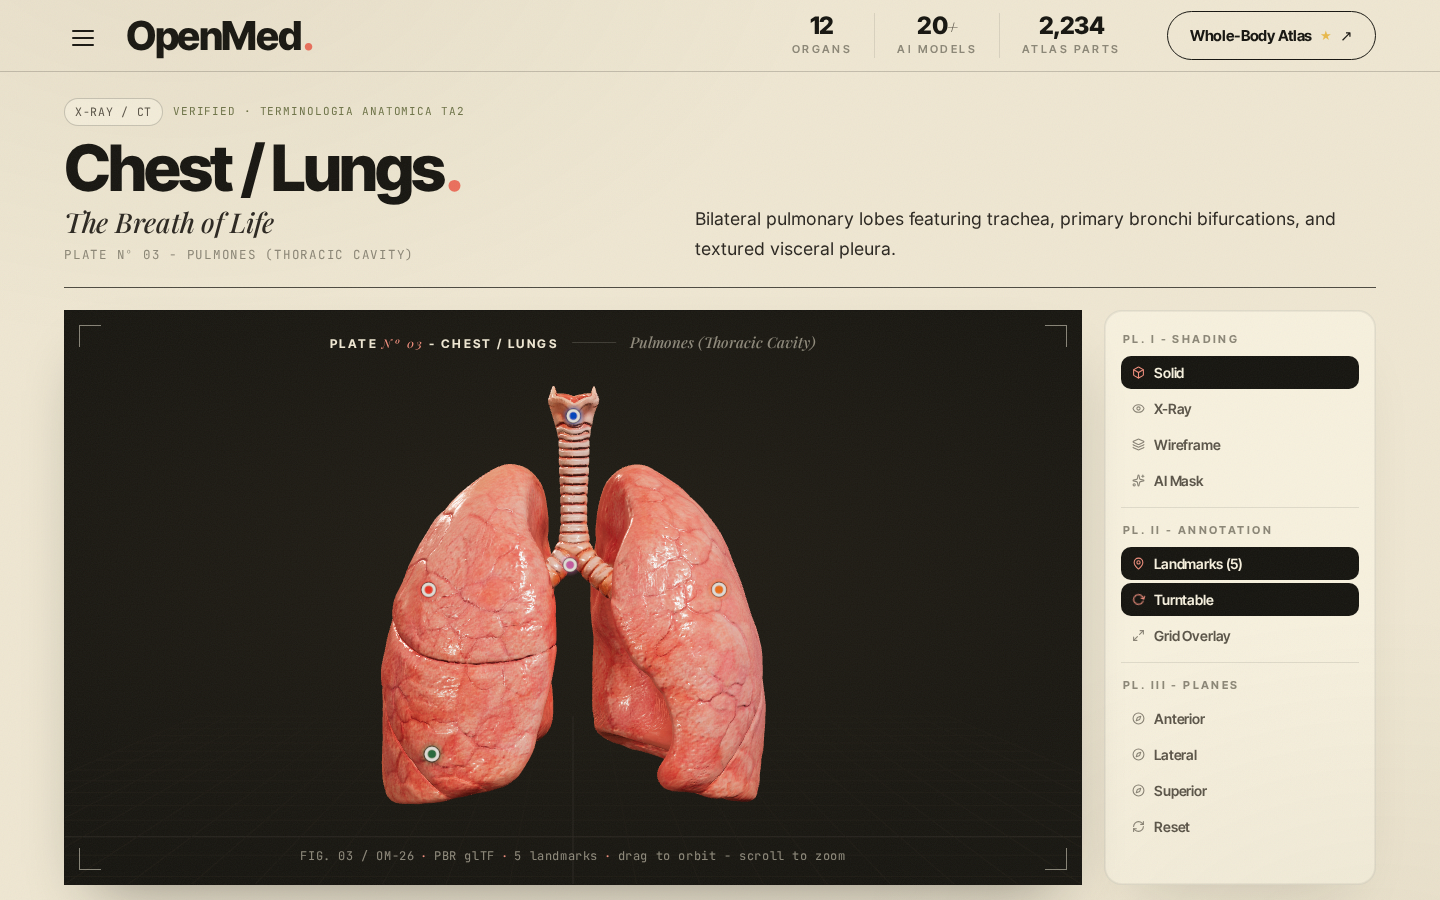 OpenMed.
12
ORGANS
20+
AI MODELS
2,234
ATLAS PARTS
Whole-Body Atlas ★ ↗
X-RAY / CT
VERIFIED · TERMINOLOGIA ANATOMICA TA2
Chest / Lungs.
The Breath of Life
PLATE N° 03 - PULMONES (THORACIC CAVITY)
Bilateral pulmonary lobes featuring trachea, primary bronchi bifurcations, and
textured visceral pleura.
PLATE Nº 03 - CHEST / LUNGS
Pulmones (Thoracic Cavity)
FIG. 03 / OM-26 · PBR glTF · 5 landmarks · drag to orbit - scroll to zoom
PL. I - SHADING
Solid
X-Ray
Wireframe
AI Mask
PL. II - ANNOTATION
Landmarks (5)
Turntable
Grid Overlay
PL. III - PLANES
Anterior
Lateral
Superior
Reset